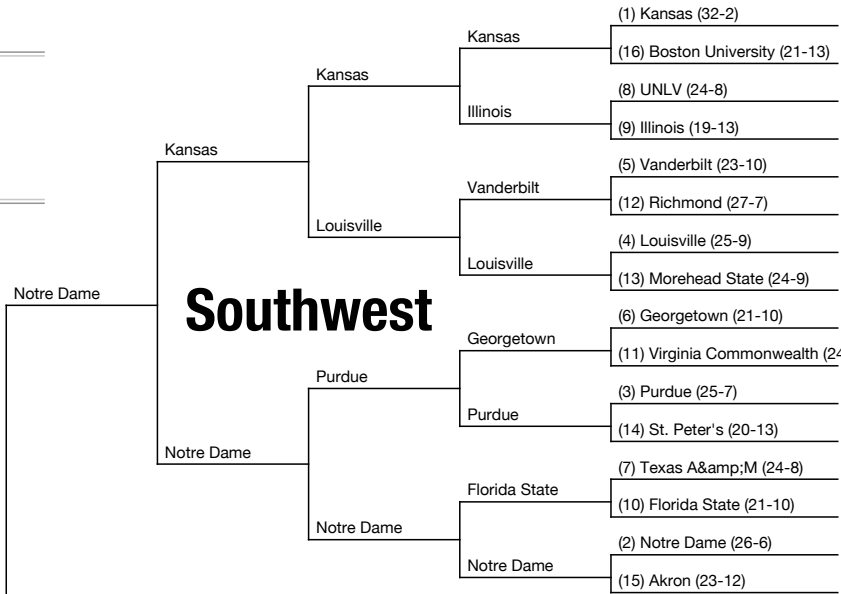 (1) Kansas (32-2)
Kansas
(16) Boston University (21-13)
Kansas
(8) UNLV (24-8)
Illinois
(9) Illinois (19-13)
Kansas
(5) Vanderbilt (23-10)
Vanderbilt
(12) Richmond (27-7)
Louisville
(4) Louisville (25-9)
Louisville
(13) Morehead State (24-9)
Notre Dame
Southwest
(6) Georgetown (21-10)
Georgetown
(11) Virginia Commonwealth (24
Purdue
(3) Purdue (25-7)
Purdue
(14) St. Peter's (20-13)
Notre Dame
(7) Texas A&amp;M (24-8)
Florida State
(10) Florida State (21-10)
Notre Dame
(2) Notre Dame (26-6)
Notre Dame
(15) Akron (23-12)